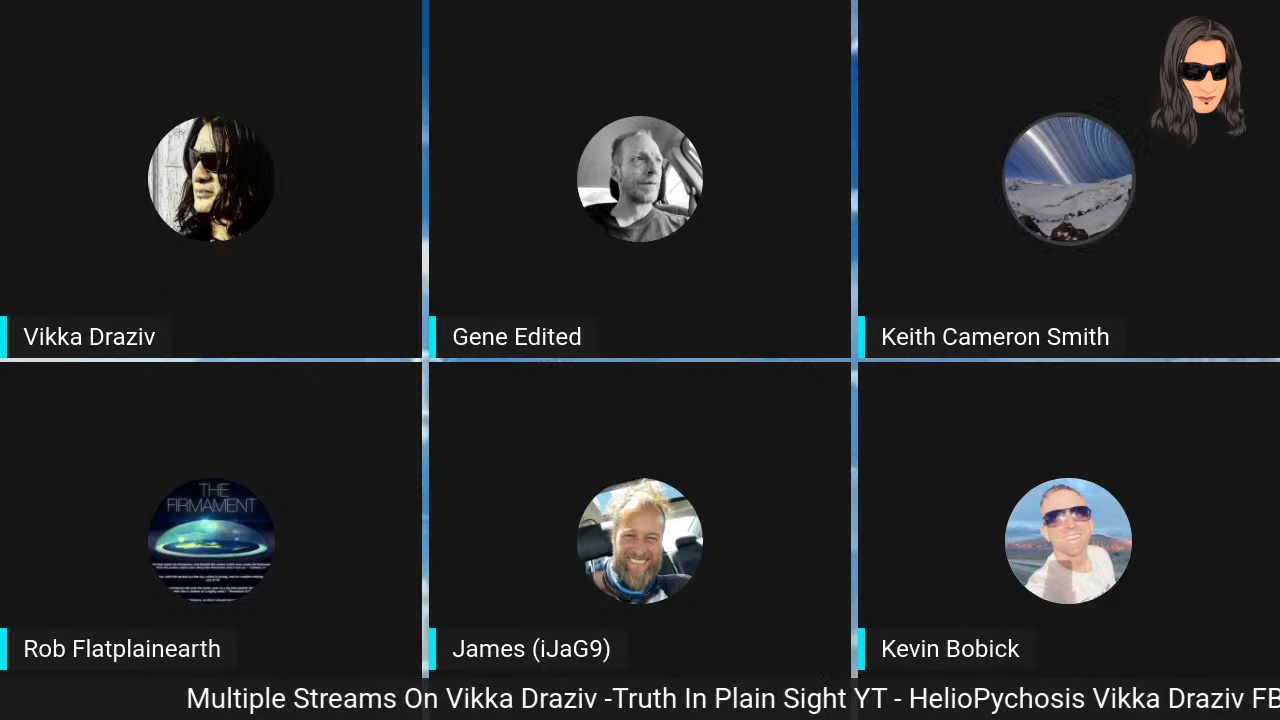 Vikka Draziv
Gene Edited
Keith Cameron Smith
THE
FIRMAMENT
Rob Flatplainearth
James (iJaG9)
Kevin Bobick
Multiple Streams On Vikka Draziv -Truth In Plain Sight YT - HelioPychosis Vikka Draziv FB